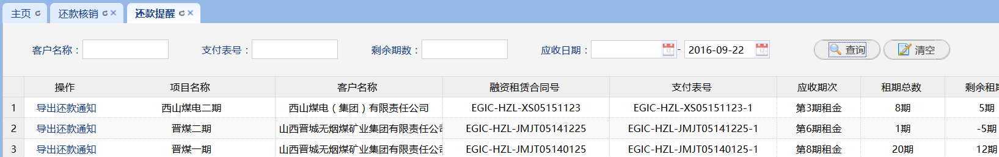 主页 还款核销 还款提醒
客户名称： 支付表号： 剩余期数： 应收日期： - 2016-09-22 查询 清空
操作 项目名称 客户名称 融资租赁合同号 支付表号 应收期次 租期总数 剩余租期
1 导出还款通知 西山煤电二期 西山煤电（集团）有限责任公司 EGIC-HZL-XS05151123 EGIC-HZL-XS05151123-1 第3期租金 8期 5期
2 导出还款通知 晋煤二期 山西晋城无烟煤矿业集团有限责任公司 EGIC-HZL-JMJT05141225 EGIC-HZL-JMJT05141225-1 第6期租金 1期 -5期
3 导出还款通知 晋煤一期 山西晋城无烟煤矿业集团有限责任公司 EGIC-HZL-JMJT05140125 EGIC-HZL-JMJT05140125-1 第8期租金 20期 12期